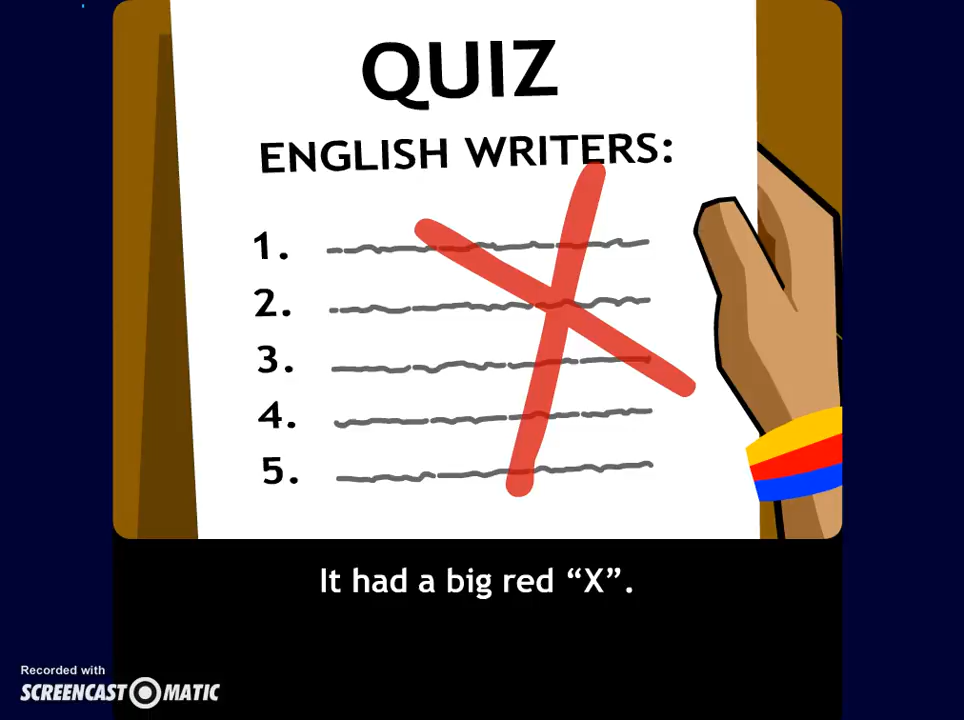 QUIZ
ENGLISH WRITERS:
1.
2.
3.
4.
5.
It had a big red “X”.
Recorded with
SCREENCAST O MATIC